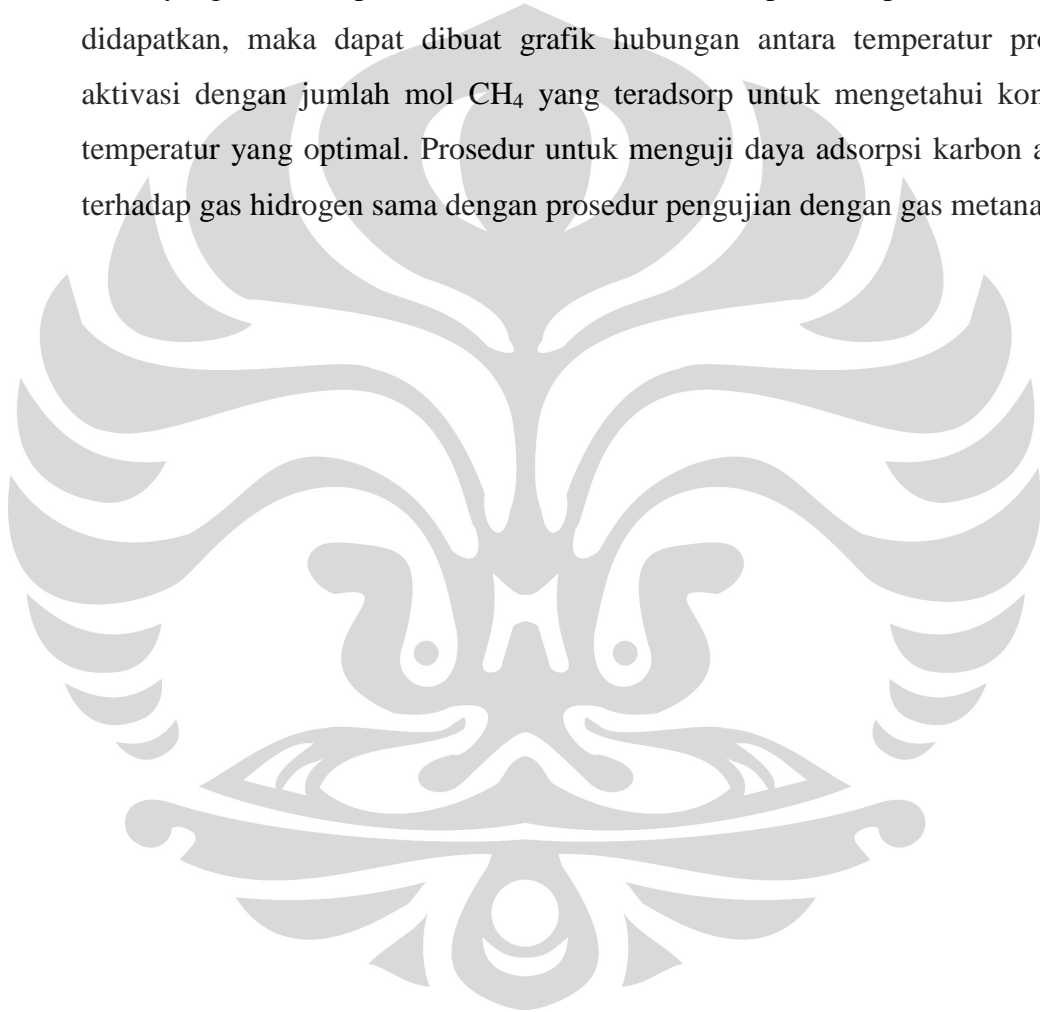 didapatkan, maka dapat dibuat grafik hubungan antara temperatur pro
aktivasi dengan jumlah mol CH₄ yang teradsorp untuk mengetahui kon
temperatur yang optimal. Prosedur untuk menguji daya adsorpsi karbon a
terhadap gas hidrogen sama dengan prosedur pengujian dengan gas metana